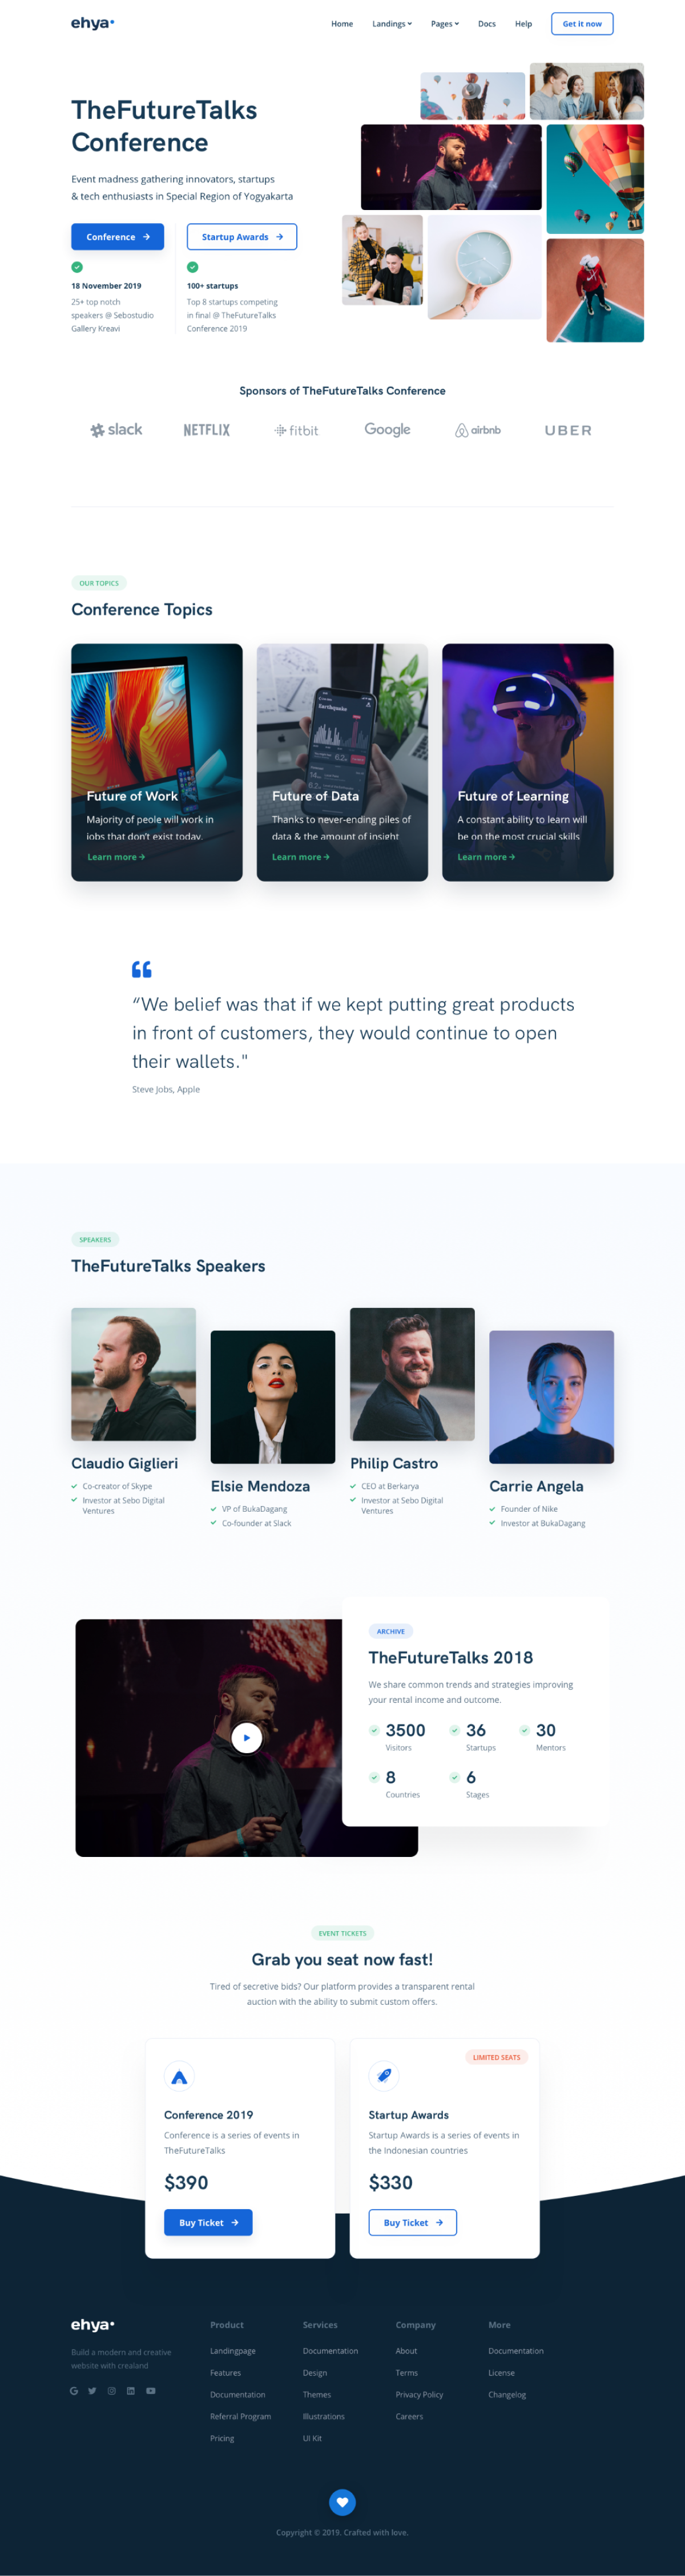 ehya
Home Landings Pages Docs Help Get it now
TheFutureTalks
Conference
Event madness gathering innovators, startups
& tech enthusiasts in Special Region of Yogyakarta
Conference
Startup Awards
18 November 2019
25+ top notch
speakers @ Sebostudio
Gallery Kreavi
100+ startups
Top 8 startups competing
in final @ TheFutureTalks
Conference 2019
Sponsors of TheFutureTalks Conference
slack NETFLIX fitbit Google airbnb UBER
OUR TOPICS
Conference Topics
Future of Work
Majority of peole will work in
jobs that don't exist today.
Learn more
Earthquake
Future of Data
Thanks to never-ending piles of
data & the amount of insight
Learn more
Future of Learning
A constant ability to learn will
be on the most crucial skills
Learn more
“We belief was that if we kept putting great products
in front of customers, they would continue to open
their wallets."
Steve Jobs, Apple
SPEAKERS
TheFutureTalks Speakers
Claudio Giglieri
Co-creator of Skype
Investor at Sebo Digital
Ventures
Elsie Mendoza
VP of BukaDagang
Co-founder at Slack
Philip Castro
CEO at Berkarya
Investor at Sebo Digital
Ventures
Carrie Angela
Founder of Nike
Investor at BukaDagang
ARCHIVE
TheFutureTalks 2018
We share common trends and strategies improving
your rental income and outcome.
3500 36 30
Visitors Startups Mentors
8 6
Countries Stages
EVENT TICKETS
Grab you seat now fast!
Tired of secretive bids? Our platform provides a transparent rental
auction with the ability to submit custom offers.
Conference 2019
Conference is a series of events in
TheFutureTalks
$390
Buy Ticket
LIMITED SEATS
Startup Awards
Startup Awards is a series of events in
the Indonesian countries
$330
Buy Ticket
ehya
Build a modern and creative
website with crealand
Product
Landingpage
Features
Documentation
Referral Program
Pricing
Services
Documentation
Design
Themes
Illustrations
UI Kit
Company
About
Terms
Privacy Policy
Careers
More
Documentation
License
Changelog
Copyright © 2019. Crafted with love.